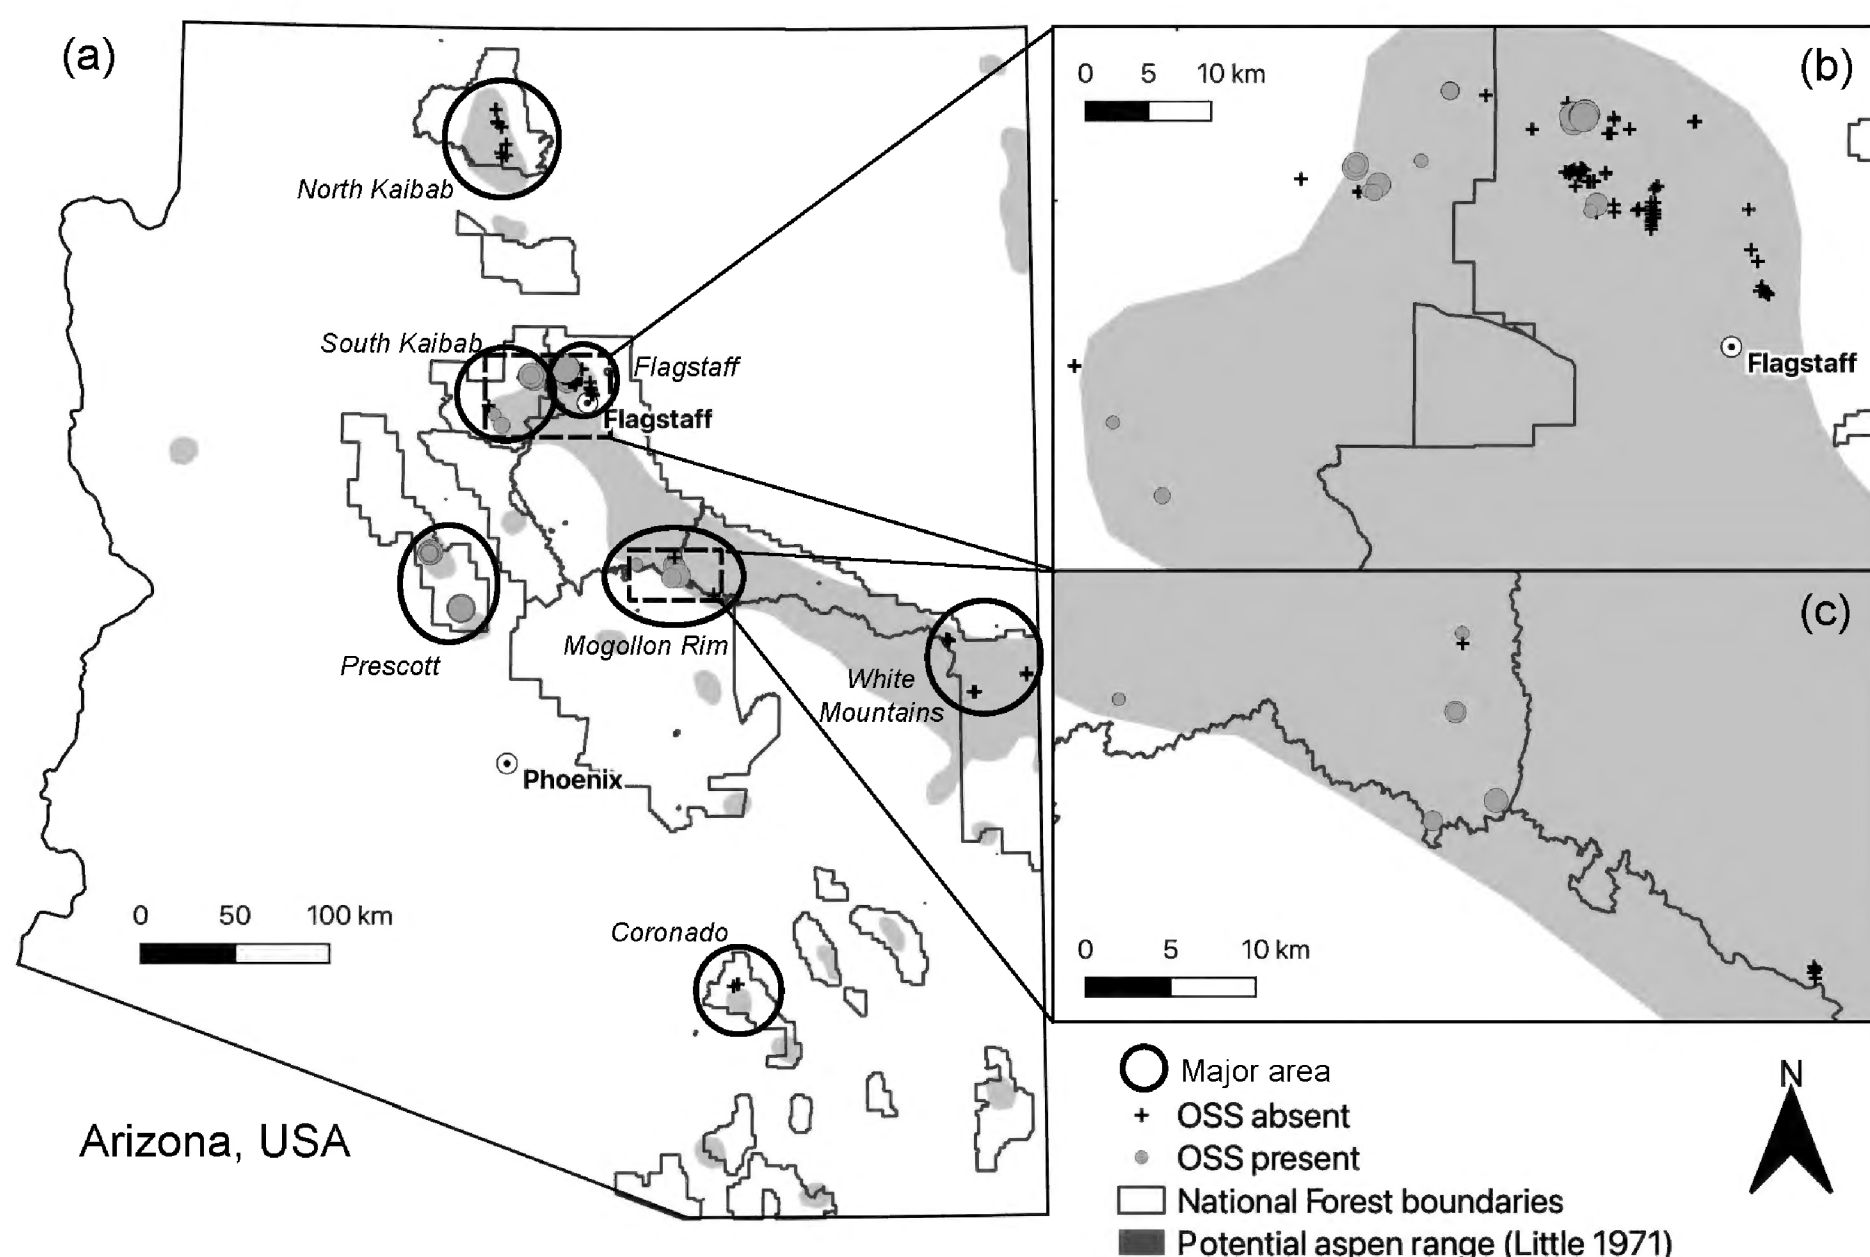 (a)
North Kaibab
South Kaibab
Flagstaff
Flagstaff
Prescott
Mogollon Rim
White
Mountains
Phoenix
0 50 100 km
Coronado
Arizona, USA
(b)
0 5 10 km
Flagstaff
(c)
0 5 10 km
Major area
OSS absent
OSS present
National Forest boundaries
Potential aspen range (Little 1971)
N